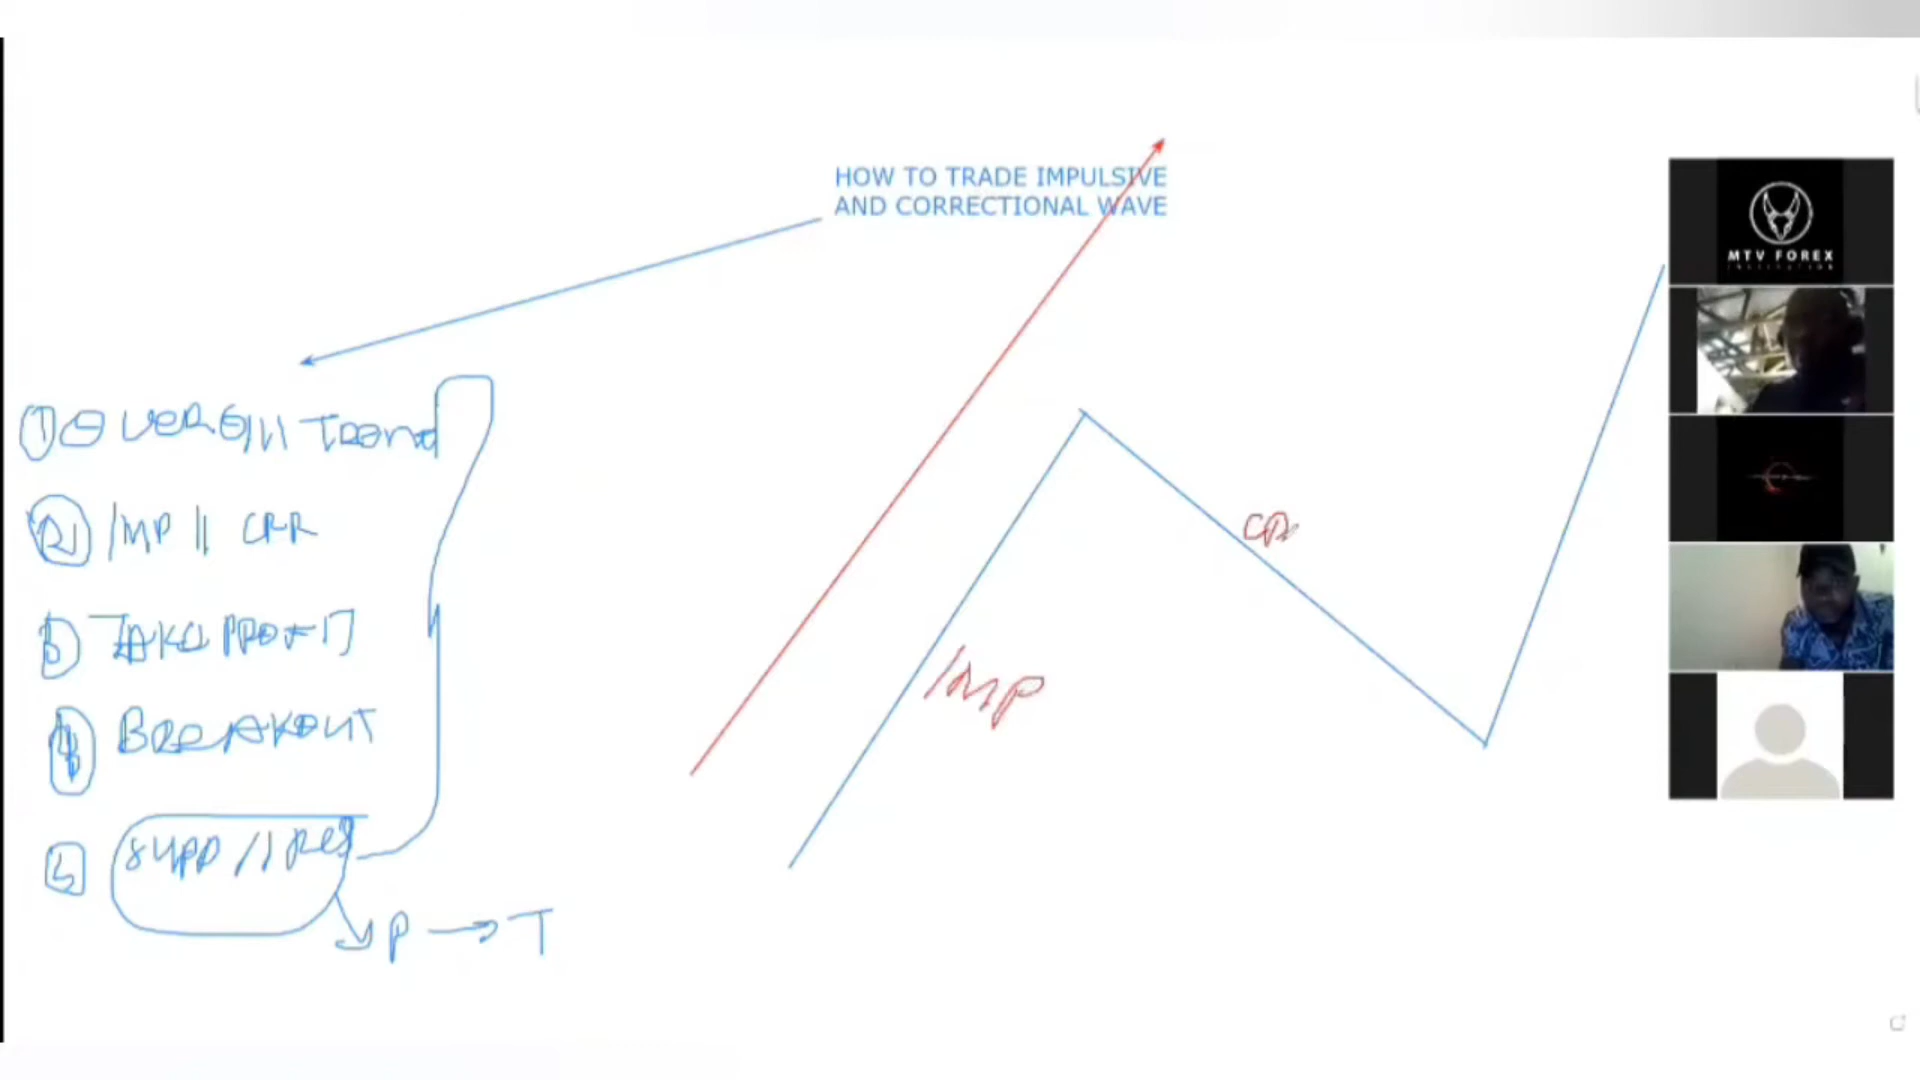 HOW TO TRADE IMPULSIVE
AND CORRECTIONAL WAVE
MTV FOREX
INSTITUTION
① OVERALL TREND
② IMP // CRR
3 TAKE PROFIT
4 BREAKOUT
5 SUPP // RES
P → T
IMP